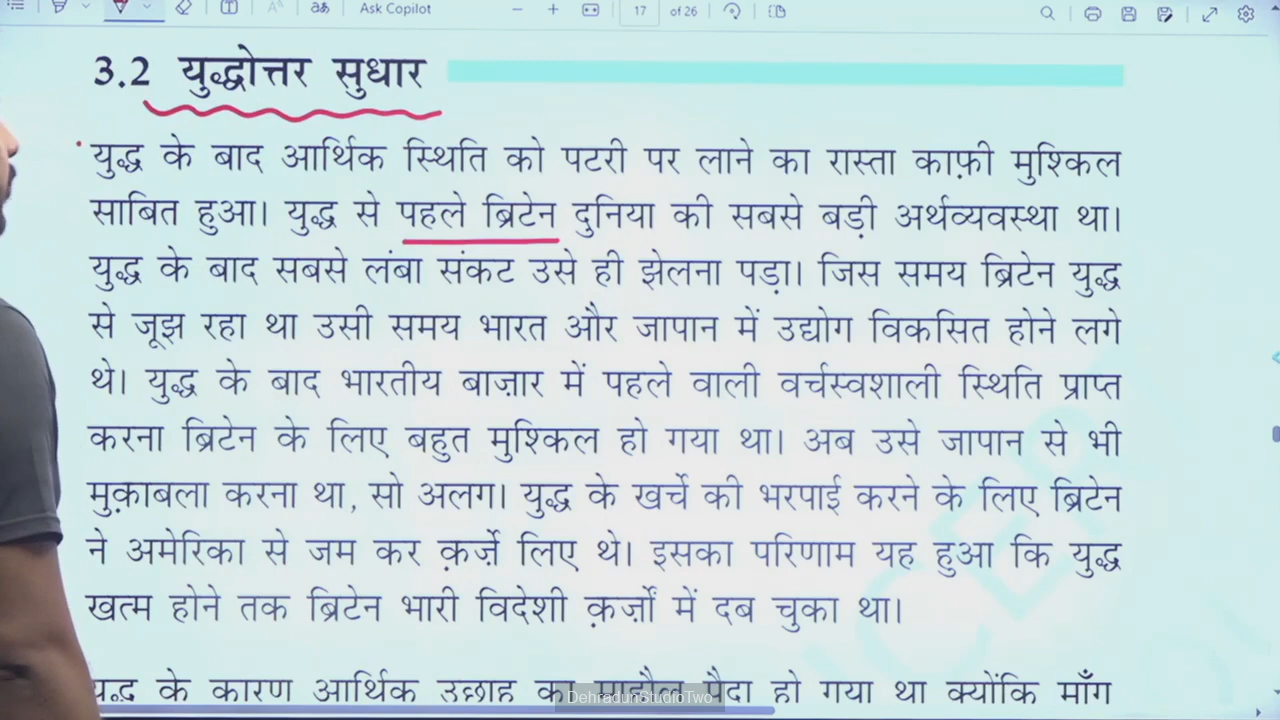 Ask Copilot
17 of 26
3.2 युद्धोत्तर सुधार
युद्ध के बाद आर्थिक स्थिति को पटरी पर लाने का रास्ता काफ़ी मुश्किल
साबित हुआ। युद्ध से पहले ब्रिटेन दुनिया की सबसे बड़ी अर्थव्यवस्था था।
युद्ध के बाद सबसे लंबा संकट उसे ही झेलना पड़ा। जिस समय ब्रिटेन युद्ध
से जूझ रहा था उसी समय भारत और जापान में उद्योग विकसित होने लगे
थे। युद्ध के बाद भारतीय बाज़ार में पहले वाली वर्चस्वशाली स्थिति प्राप्त
करना ब्रिटेन के लिए बहुत मुश्किल हो गया था। अब उसे जापान से भी
मुक़ाबला करना था, सो अलग। युद्ध के खर्चे की भरपाई करने के लिए ब्रिटेन
ने अमेरिका से जम कर क़र्ज़े लिए थे। इसका परिणाम यह हुआ कि युद्ध
खत्म होने तक ब्रिटेन भारी विदेशी क़र्ज़ों में दब चुका था।
युद्ध के कारण आर्थिक उछाह का माहौल पैदा हो गया था क्योंकि माँग
DehradunStudioTwo